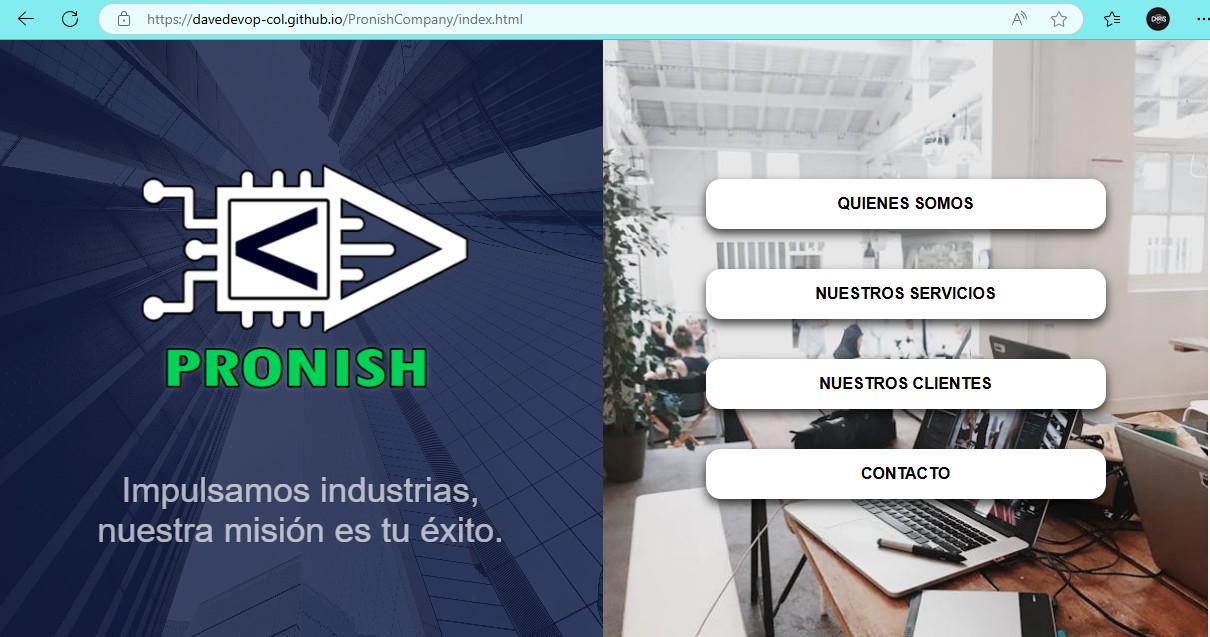 https://davedevop-col.github.io/PronishCompany/index.html
CHRIS
PRONISH
Impulsamos industrias,
nuestra misión es tu éxito.
QUIENES SOMOS
NUESTROS SERVICIOS
NUESTROS CLIENTES
CONTACTO